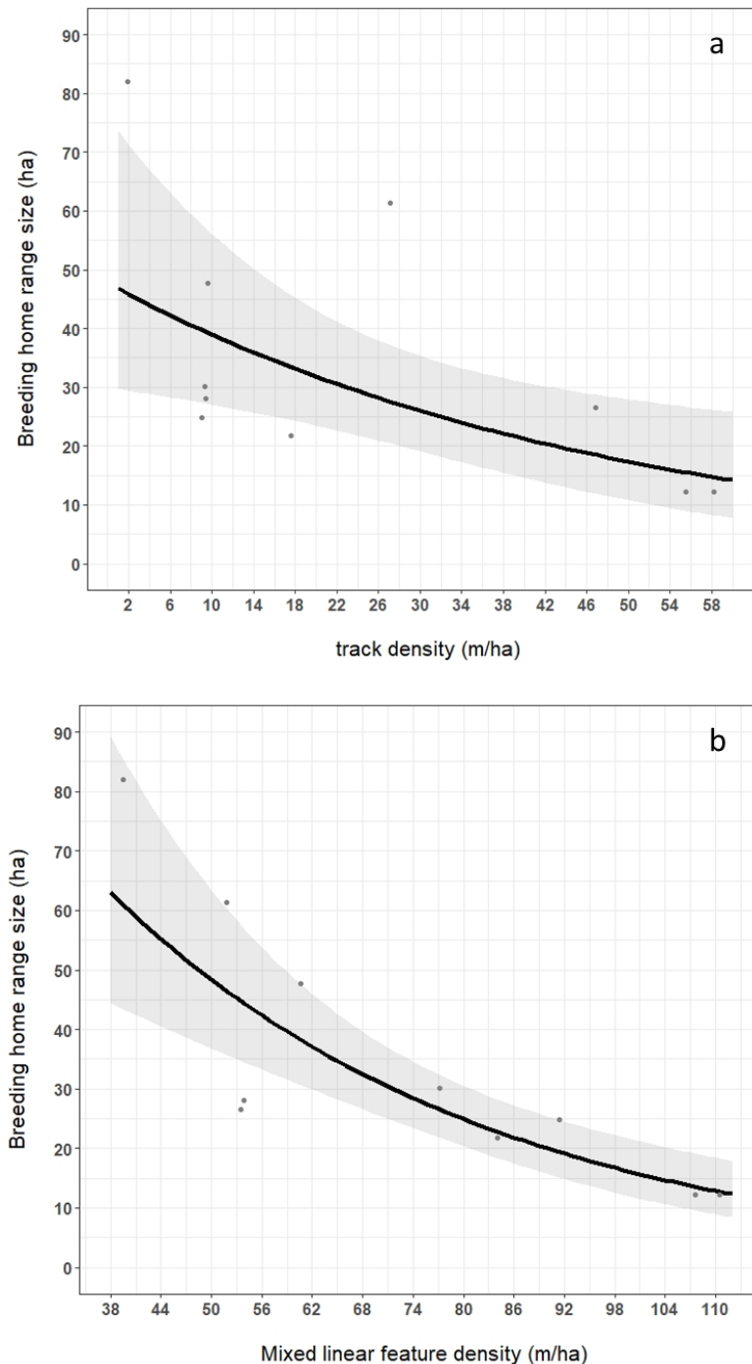 a
Breeding home range size (ha)
90
80
70
60
50
40
30
20
10
0
2 6 10 14 18 22 26 30 34 38 42 46 50 54 58
track density (m/ha)
b
Breeding home range size (ha)
90
80
70
60
50
40
30
20
10
0
38 44 50 56 62 68 74 80 86 92 98 104 110
Mixed linear feature density (m/ha)